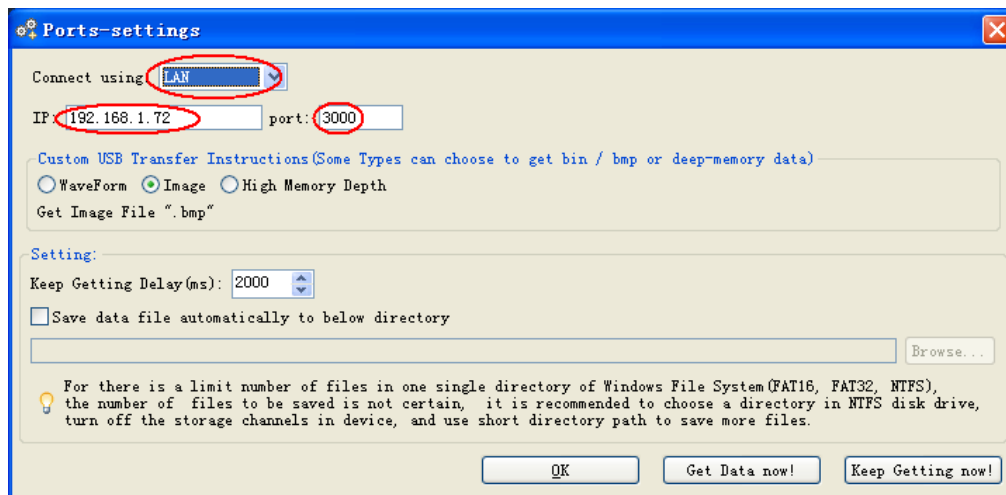 Ports-settings
Connect using: LAN
IP: 192.168.1.72 port: 3000
Custom USB Transfer Instructions(Some Types can choose to get bin / bmp or deep-memory data)
WaveForm Image High Memory Depth
Get Image File ".bmp"
Setting:
Keep Getting Delay(ms): 2000
Save data file automatically to below directory
Browse...
For there is a limit number of files in one single directory of Windows File System(FAT16, FAT32, NTFS),
the number of files to be saved is not certain, it is recommended to choose a directory in NTFS disk drive,
turn off the storage channels in device, and use short directory path to save more files.
OK Get Data now! Keep Getting now!